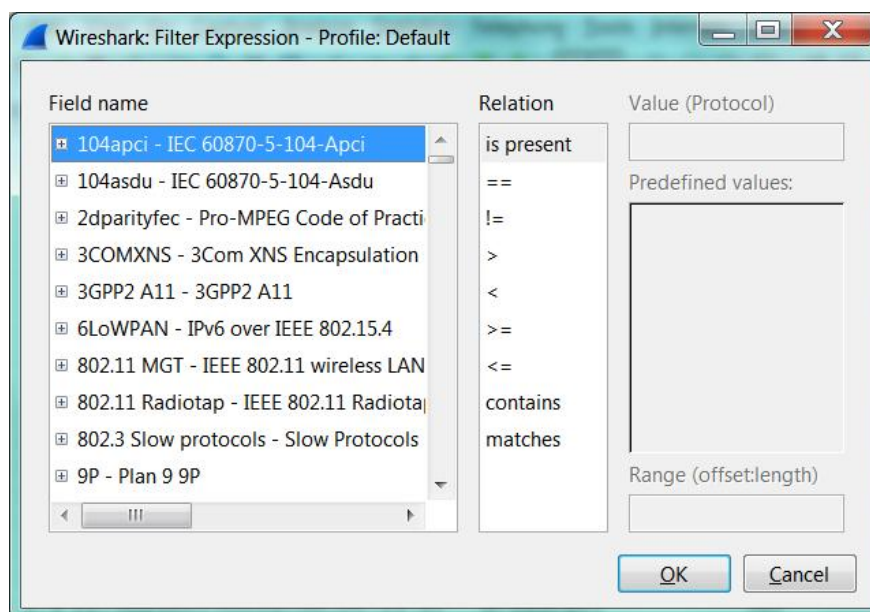 Wireshark: Filter Expression - Profile: Default
Field name
104apci - IEC 60870-5-104-Apci
104asdu - IEC 60870-5-104-Asdu
2dparityfec - Pro-MPEG Code of Practi
3COMXNS - 3Com XNS Encapsulation
3GPP2 A11 - 3GPP2 A11
6LoWPAN - IPv6 over IEEE 802.15.4
802.11 MGT - IEEE 802.11 wireless LAN
802.11 Radiotap - IEEE 802.11 Radiota
802.3 Slow protocols - Slow Protocols
9P - Plan 9 9P
Relation
is present
==
!=
>
<
>=
<=
contains
matches
Value (Protocol)
Predefined values:
Range (offset:length)
OK
Cancel